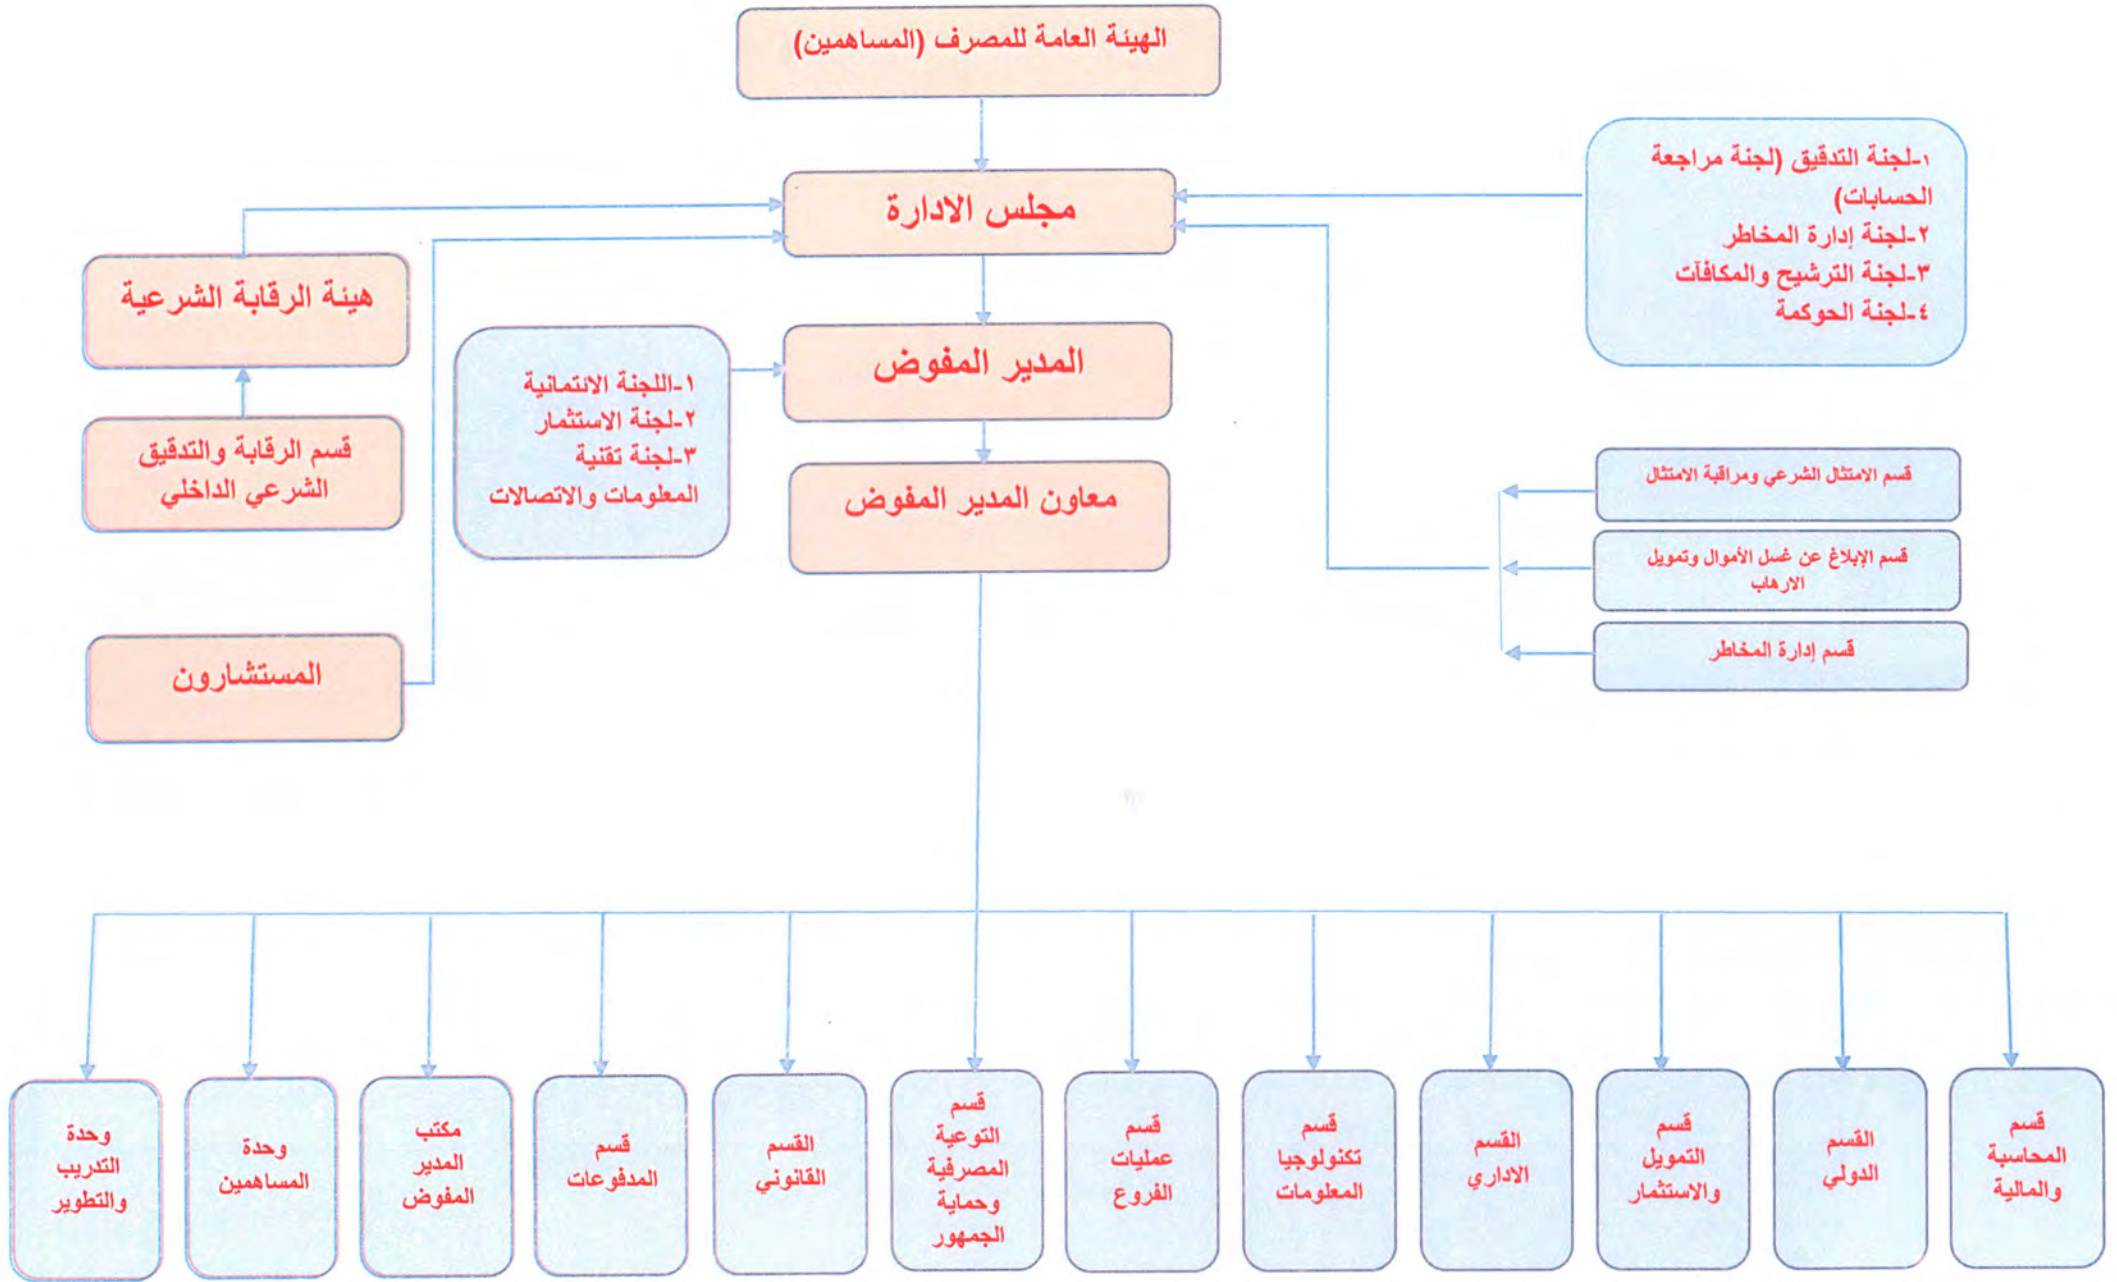 الهيئة العامة للمصرف (المساهمين)
مجلس الادارة
١-لجنة التدقيق (لجنة مراجعة
الحسابات)
٢-لجنة إدارة المخاطر
٣-لجنة الترشيح والمكافآت
٤-لجنة الحوكمة
هيئة الرقابة الشرعية
المدير المفوض
١-اللجنة الائتمانية
٢-لجنة الاستثمار
٣-لجنة تقنية
المعلومات والاتصالات
قسم الرقابة والتدقيق
الشرعي الداخلي
معاون المدير المفوض
قسم الامتثال الشرعي ومراقبة الامتثال
قسم الإبلاغ عن غسل الأموال وتمويل
الارهاب
قسم إدارة المخاطر
المستشارون
قسم
المحاسبة
والمالية
القسم
الدولي
قسم
التمويل
والاستثمار
القسم
الاداري
قسم
تكنولوجيا
المعلومات
قسم
عمليات
الفروع
قسم
التوعية
المصرفية
وحماية
الجمهور
القسم
القانوني
قسم
المدفوعات
مكتب
المدير
المفوض
وحدة
المساهمين
وحدة
التدريب
والتطوير